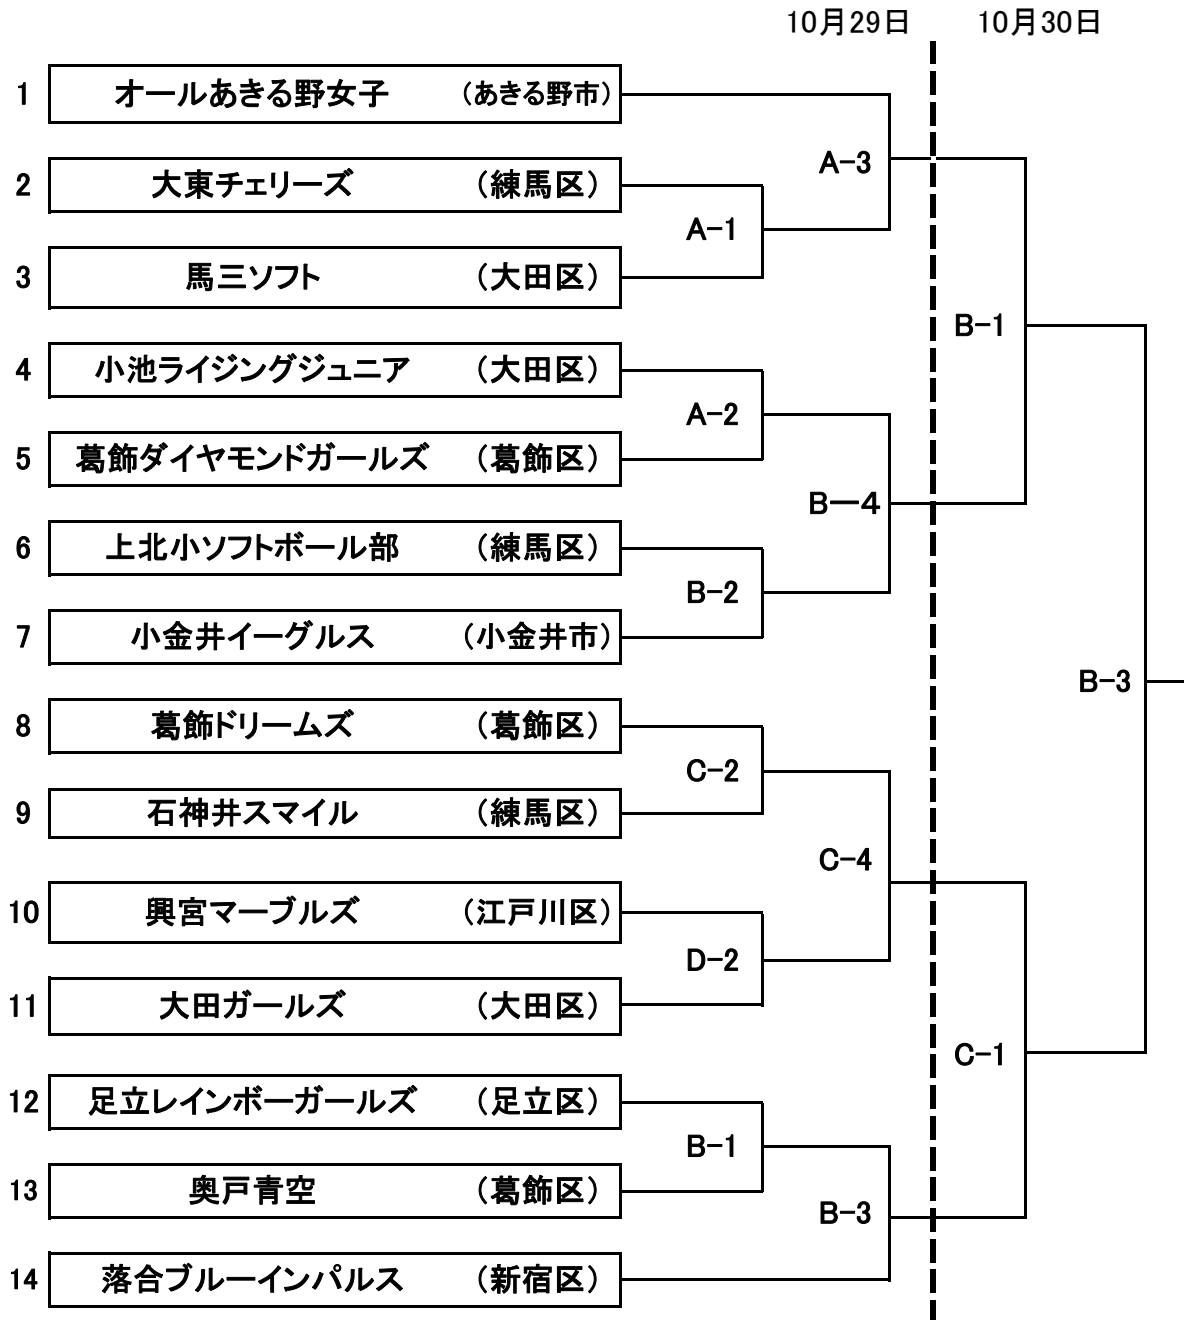 10月29日 10月30日
1 オールあきる野女子 (あきる野市)
A-3
2 大東チェリーズ (練馬区)
A-1
3 馬三ソフト (大田区)
B-1
4 小池ライジングジュニア (大田区)
A-2
5 葛飾ダイヤモンドガールズ (葛飾区)
B—4
6 上北小ソフトボール部 (練馬区)
B-2
7 小金井イーグルス (小金井市)
B-3
8 葛飾ドリームズ (葛飾区)
C-2
9 石神井スマイル (練馬区)
C-4
10 興宮マーブルズ (江戸川区)
D-2
11 大田ガールズ (大田区)
C-1
12 足立レインボーガールズ (足立区)
B-1
13 奥戸青空 (葛飾区)
B-3
14 落合ブルーインパルス (新宿区)